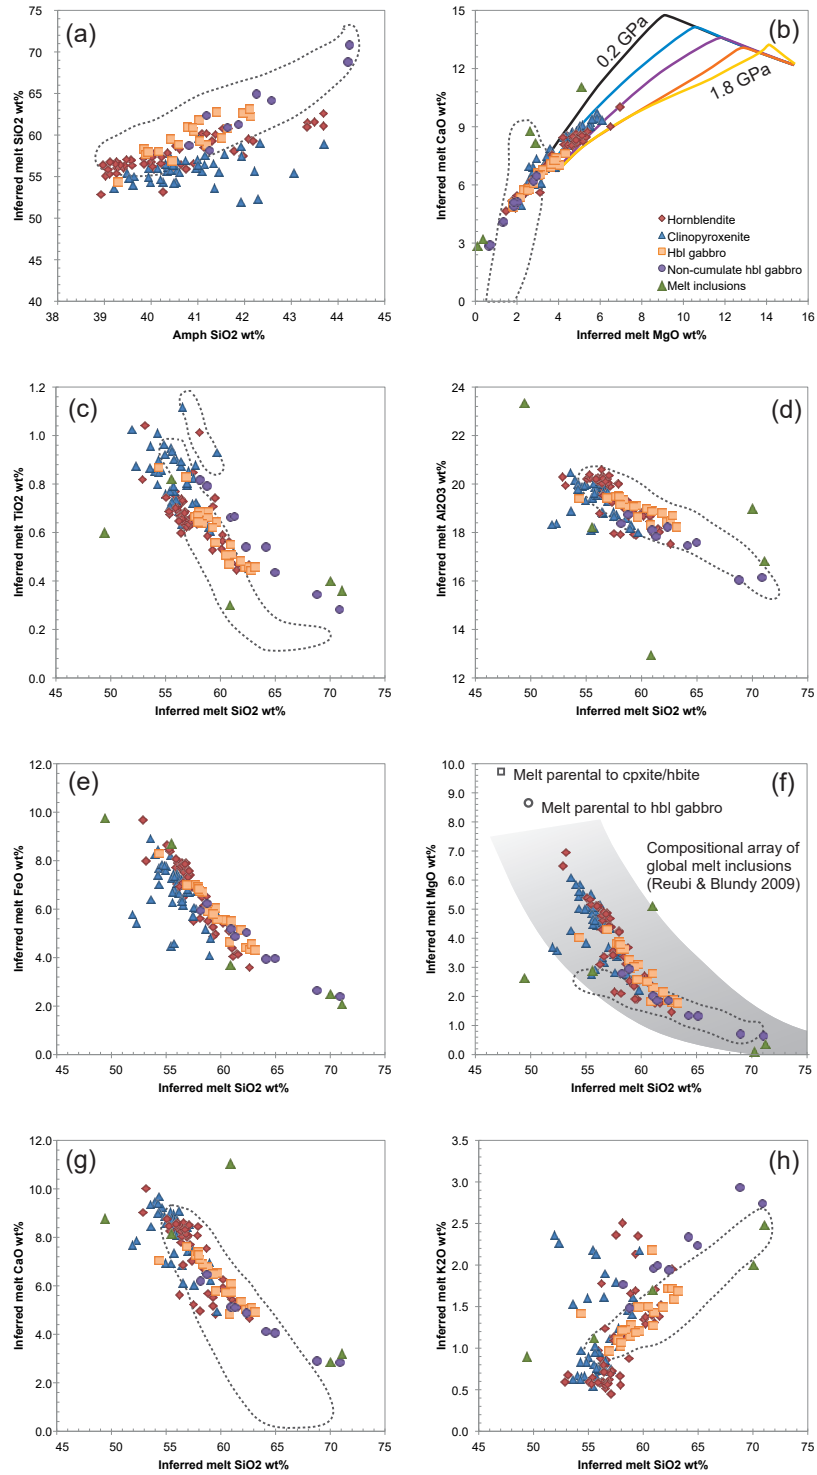 (a)
Inferred melt SiO2 wt%
75
70
65
60
55
50
45
40
38 39 40 41 42 43 44 45
Amph SiO2 wt%
(b)
Inferred melt CaO wt%
15
12
9
6
3
0
0.2 GPa
1.8 GPa
Hornblendite
Clinopyroxenite
Hbl gabbro
Non-cumulate hbl gabbro
Melt inclusions
0 2 4 6 8 10 12 14 16
Inferred melt MgO wt%
(c)
Inferred melt TiO2 wt%
1.2
1.0
0.8
0.6
0.4
0.2
0.0
45 50 55 60 65 70 75
Inferred melt SiO2 wt%
(d)
Inferred melt Al2O3 wt%
24
22
20
18
16
14
12
45 50 55 60 65 70 75
Inferred melt SiO2 wt%
(e)
Inferred melt FeO wt%
12.0
10.0
8.0
6.0
4.0
2.0
0.0
45 50 55 60 65 70 75
Inferred melt SiO2 wt%
(f)
Inferred melt MgO wt%
10.0
9.0
8.0
7.0
6.0
5.0
4.0
3.0
2.0
1.0
0.0
Melt parental to cpxite/hbite
Melt parental to hbl gabbro
Compositional array of
global melt inclusions
(Reubi & Blundy 2009)
45 50 55 60 65 70 75
Inferred melt SiO2 wt%
(g)
Inferred melt CaO wt%
12.0
10.0
8.0
6.0
4.0
2.0
0.0
45 50 55 60 65 70 75
Inferred melt SiO2 wt%
(h)
Inferred melt K2O wt%
3.5
3.0
2.5
2.0
1.5
1.0
0.5
0.0
45 50 55 60 65 70 75
Inferred melt SiO2 wt%